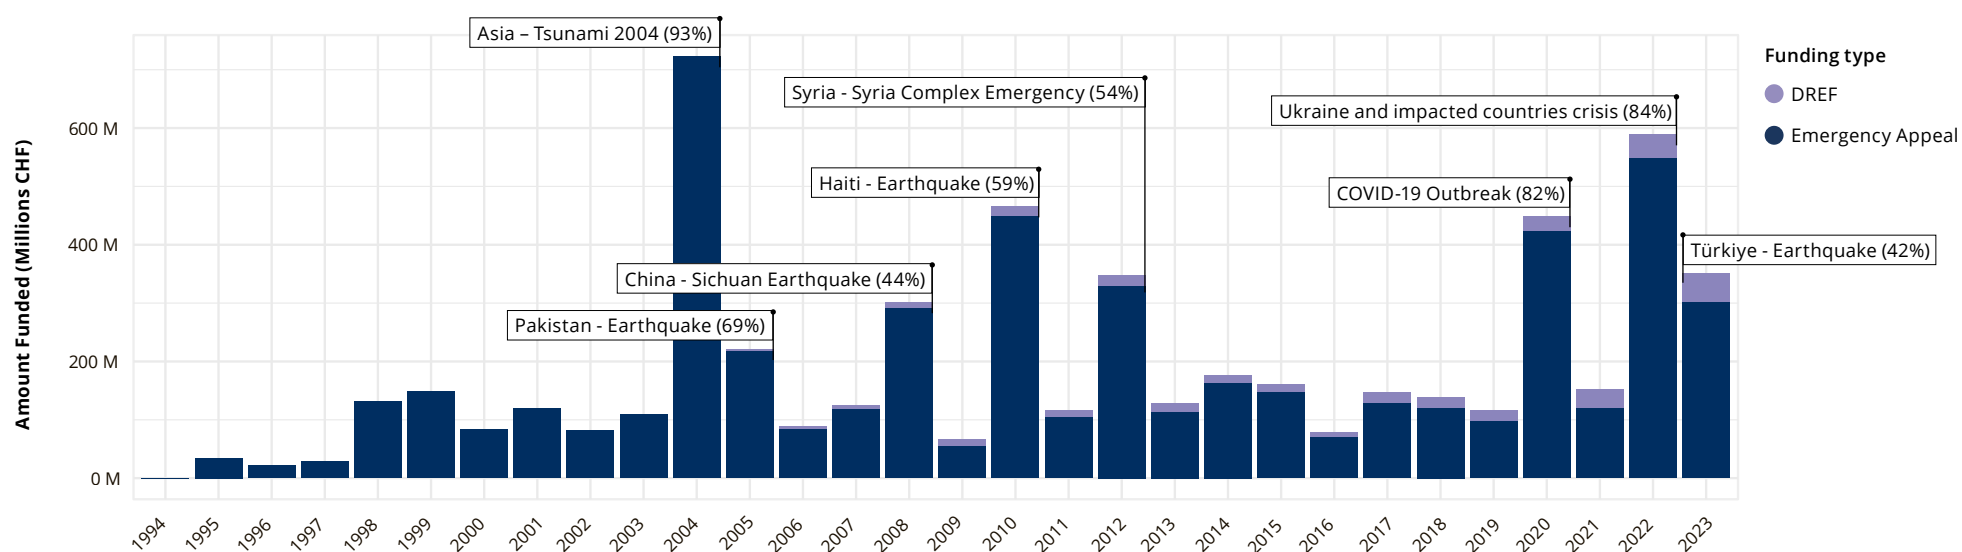 Asia – Tsunami 2004 (93%)
Syria - Syria Complex Emergency (54%)
Ukraine and impacted countries crisis (84%)
Haiti - Earthquake (59%)
COVID-19 Outbreak (82%)
Türkiye - Earthquake (42%)
China - Sichuan Earthquake (44%)
Pakistan - Earthquake (69%)
Funding type
DREF
Emergency Appeal
Amount Funded (Millions CHF)
600 M
400 M
200 M
0 M
1994
1995
1996
1997
1998
1999
2000
2001
2002
2003
2004
2005
2006
2007
2008
2009
2010
2011
2012
2013
2014
2015
2016
2017
2018
2019
2020
2021
2022
2023